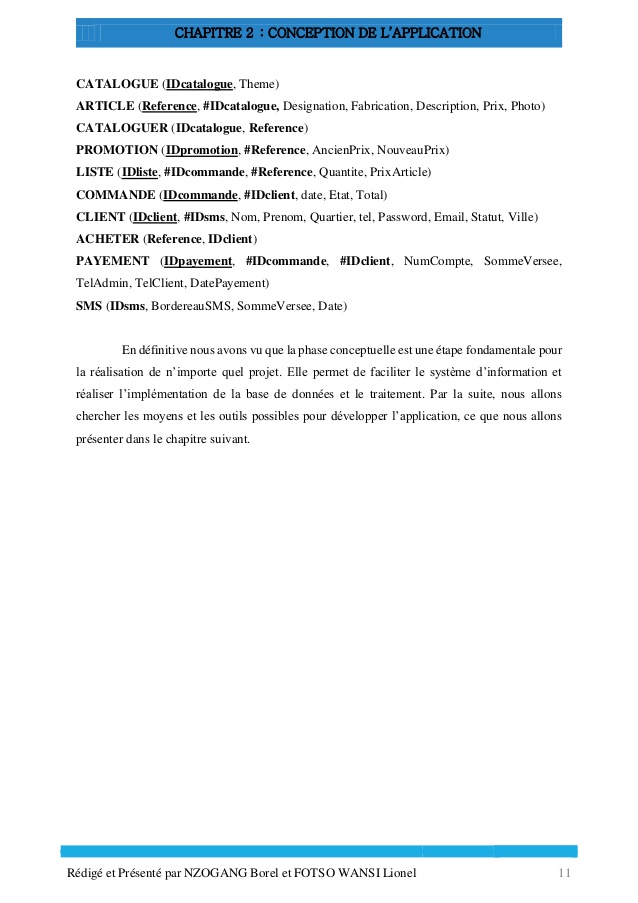 CHAPITRE 2 : CONCEPTION DE L'APPLICATION
CATALOGUE (IDcatalogue, Theme)
ARTICLE (Reference, #IDcatalogue, Designation, Fabrication, Description, Prix, Photo)
CATALOGUER (IDcatalogue, Reference)
PROMOTION (IDpromotion, #Reference, AncienPrix, NouveauPrix)
LISTE (IDliste, #IDcommande, #Reference, Quantite, PrixArticle)
COMMANDE (IDcommande, #IDclient, date, Etat, Total)
CLIENT (IDclient, #IDsms, Nom, Prenom, Quartier, tel, Password, Email, Statut, Ville)
ACHETER (Reference, IDclient)
PAYEMENT (IDpayement, #IDcommande, #IDclient, NumCompte, SommeVersee,
TelAdmin, TelClient, DatePayement)
SMS (IDsms, BordereauSMS, SommeVersee, Date)
En définitive nous avons vu que la phase conceptuelle est une étape fondamentale pour
la réalisation de n'importe quel projet. Elle permet de faciliter le système d'information et
réaliser l'implémentation de la base de données et le traitement. Par la suite, nous allons
chercher les moyens et les outils possibles pour développer l'application, ce que nous allons
présenter dans le chapitre suivant.
Rédigé et Présenté par NZOGANG Borel et FOTSO WANSI Lionel 11